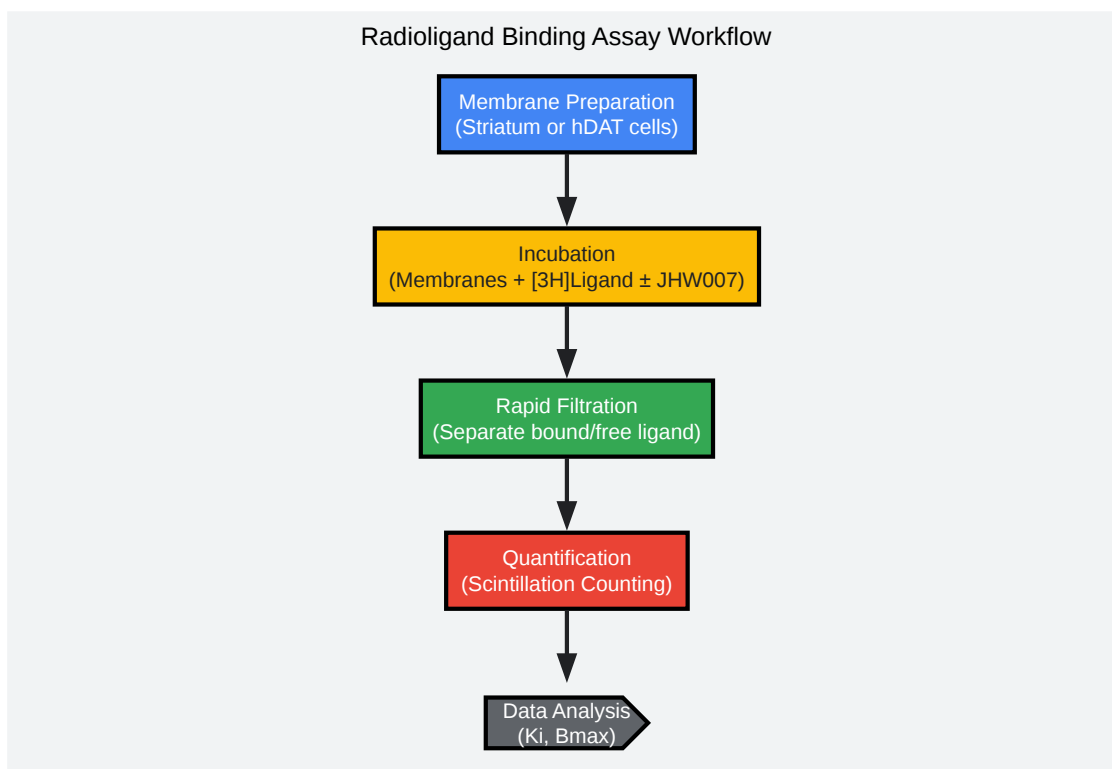 Radioligand Binding Assay Workflow
Membrane Preparation
(Striatum or hDAT cells)
Incubation
(Membranes + [3H]Ligand ± JHW007)
Rapid Filtration
(Separate bound/free ligand)
Quantification
(Scintillation Counting)
Data Analysis
(Ki, Bmax)